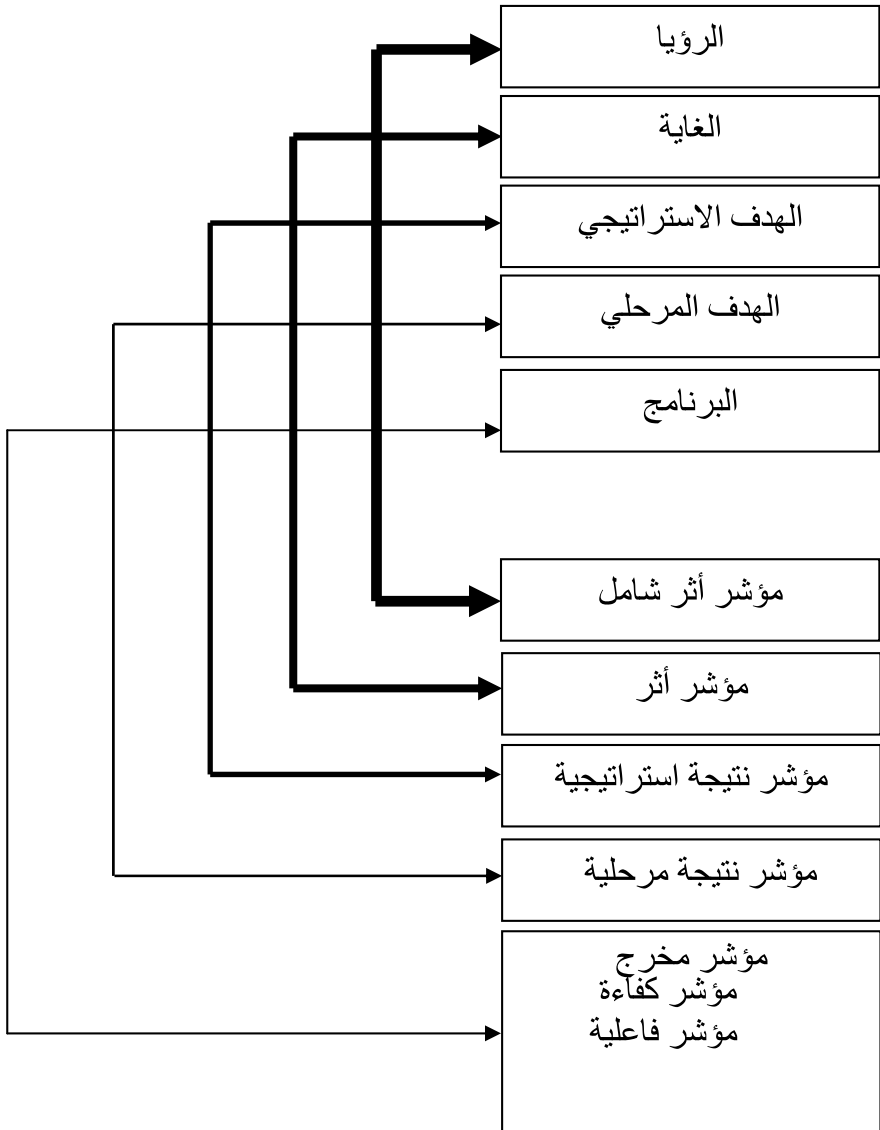 الرؤيا
الغاية
الهدف الاستراتيجي
الهدف المرحلي
البرنامج
مؤشر أثر شامل
مؤشر أثر
مؤشر نتيجة استراتيجية
مؤشر نتيجة مرحلية
مؤشر مخرج
مؤشر كفاءة
مؤشر فاعلية